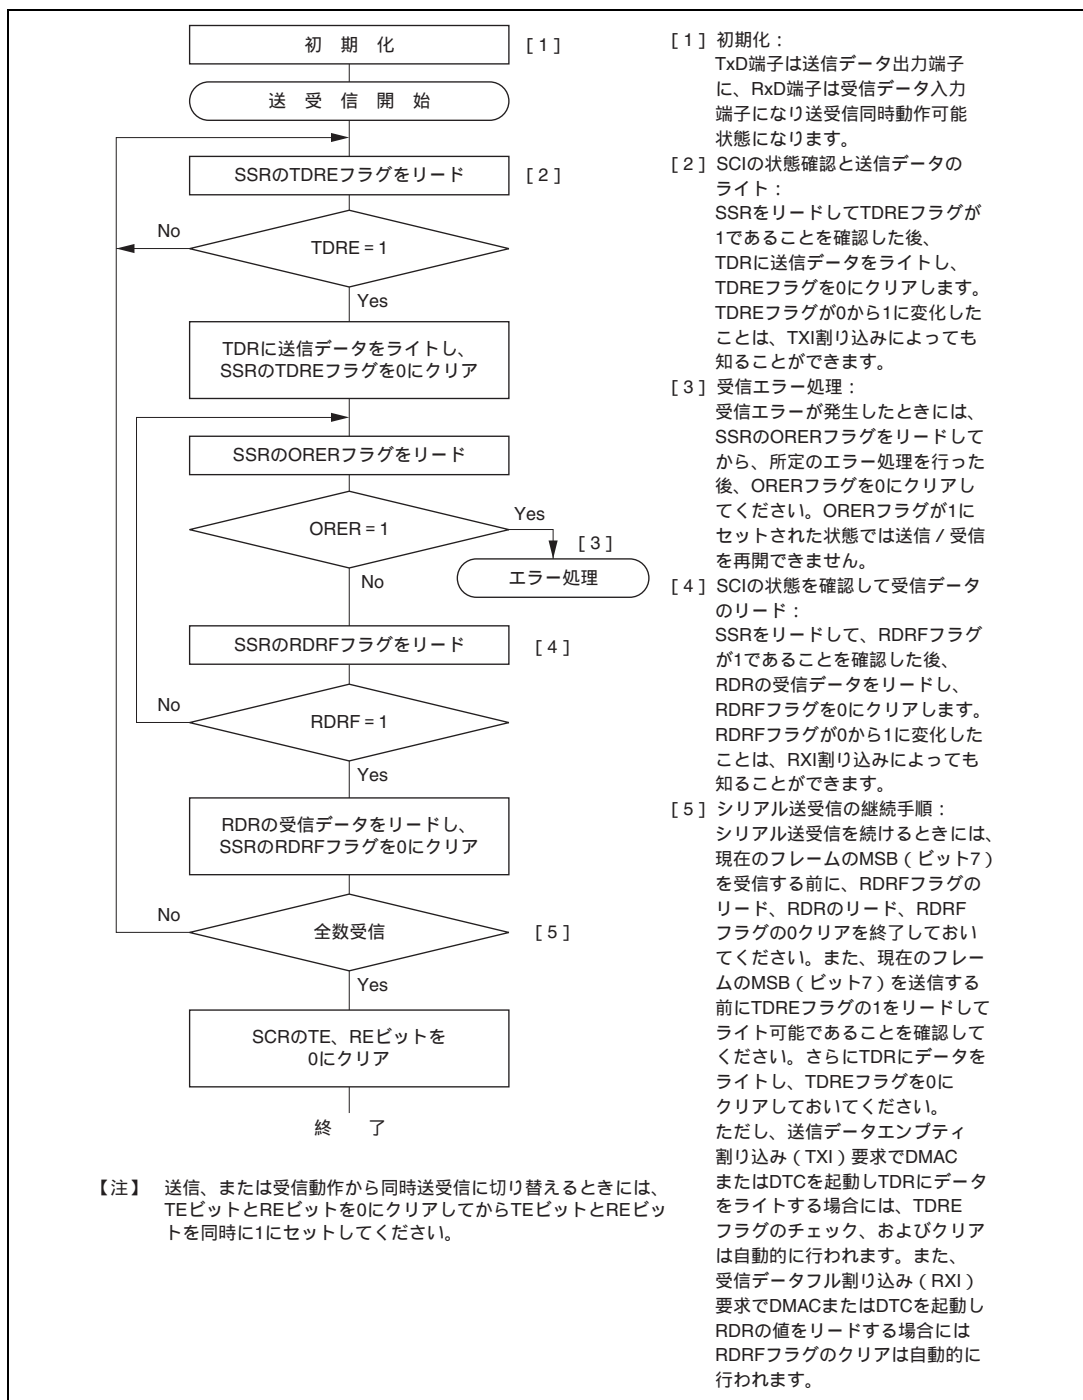 初 期 化 [ 1 ]
送 受 信 開 始
SSRのTDREフラグをリード [ 2 ]
No
TDRE = 1
Yes
TDRに送信データをライトし、
SSRのTDREフラグを0にクリア
SSRのORERフラグをリード
ORER = 1
Yes
[ 3 ]
エラー処理
No
SSRのRDRFフラグをリード [ 4 ]
No
RDRF = 1
Yes
RDRの受信データをリードし、
SSRのRDRFフラグを0にクリア
No
全数受信 [ 5 ]
Yes
SCRのTE、REビットを
0にクリア
終 了
【注】 送信、または受信動作から同時送受信に切り替えるときには、
TEビットとREビットを0にクリアしてからTEビットとREビッ
トを同時に1にセットしてください。
[ 1 ] 初期化：
TxD端子は送信データ出力端子
に、RxD端子は受信データ入力
端子になり送受信同時動作可能
状態になります。
[ 2 ] SCIの状態確認と送信データの
ライト：
SSRをリードしてTDREフラグが
1であることを確認した後、
TDRに送信データをライトし、
TDREフラグを0にクリアします。
TDREフラグが0から1に変化した
ことは、TXI割り込みによっても
知ることができます。
[ 3 ] 受信エラー処理：
受信エラーが発生したときには、
SSRのORERフラグをリードして
から、所定のエラー処理を行った
後、ORERフラグを0にクリアし
てください。ORERフラグが1に
セットされた状態では送信 / 受信
を再開できません。
[ 4 ] SCIの状態を確認して受信データ
のリード：
SSRをリードして、RDRFフラグ
が1であることを確認した後、
RDRの受信データをリードし、
RDRFフラグを0にクリアします。
RDRFフラグが0から1に変化した
ことは、RXI割り込みによっても
知ることができます。
[ 5 ] シリアル送受信の継続手順：
シリアル送受信を続けるときには、
現在のフレームのMSB（ビット7）
を受信する前に、RDRFフラグの
リード、RDRのリード、RDRF
フラグの0クリアを終了しておい
てください。また、現在のフレー
ムのMSB（ビット7）を送信する
前にTDREフラグの1をリードして
ライト可能であることを確認して
ください。さらにTDRにデータを
ライトし、TDREフラグを0に
クリアしておいてください。
ただし、送信データエンプティ
割り込み（TXI）要求でDMAC
またはDTCを起動しTDRにデータ
をライトする場合には、TDRE
フラグのチェック、およびクリア
は自動的に行われます。また、
受信データフル割り込み（RXI）
要求でDMACまたはDTCを起動し
RDRの値をリードする場合には
RDRFフラグのクリアは自動的に
行われます。